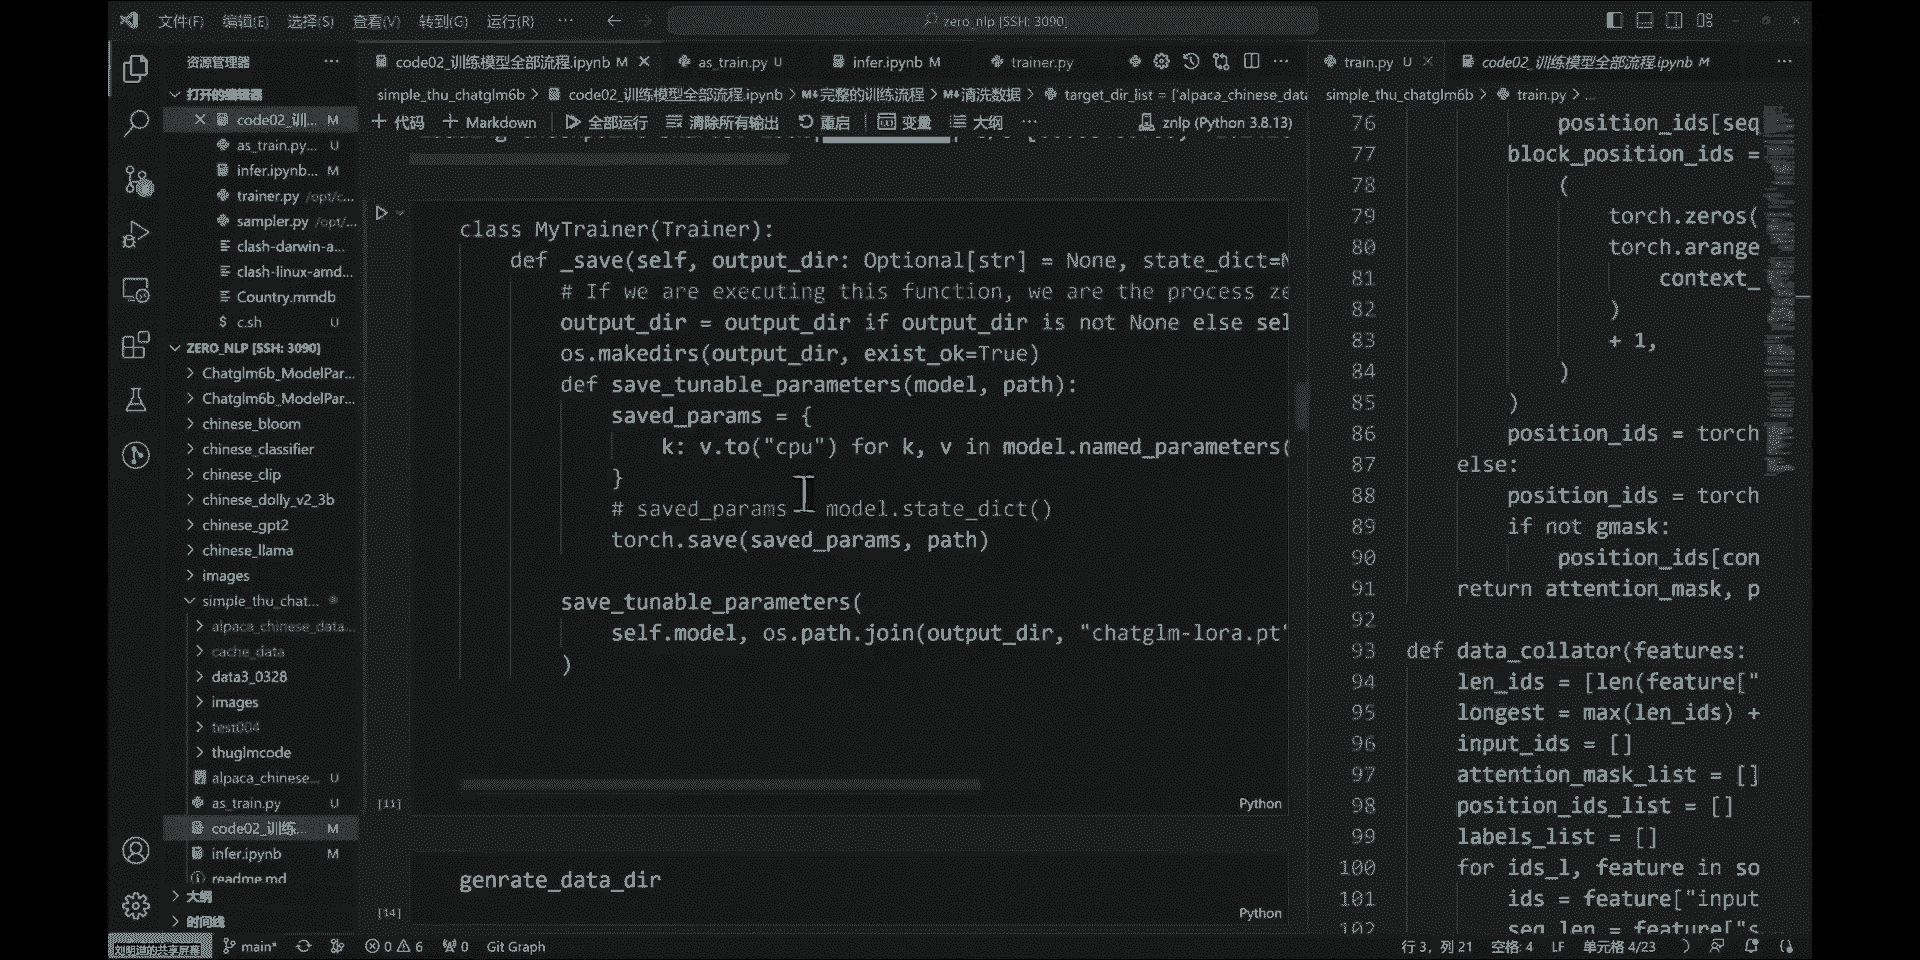 文件(F) 编辑(E) 选择(S) 查看(V) 转到(G) 运行(R) ··· zero_nlp [SSH: 3090]
资源管理器 ···
打开的编辑器
code02_训... M
as_train.py... U
infer.ipynb... M
trainer.py /opt/c...
sampler.py /opt/...
clash-darwin-a...
clash-linux-amd...
Country.mmdb
$ c.sh U
ZERO_NLP [SSH: 3090]
Chatglm6b_ModelPar...
Chatglm6b_ModelPar...
chinese_bloom
chinese_classifier
chinese_clip
chinese_dolly_v2_3b
chinese_gpt2
chinese_llama
images
simple_thu_chat...
alpaca_chinese_data...
cache_data
data3_0328
images
test004
thuglmcode
alpaca_chinese... U
as_train.py U
code02_训练... M
infer.ipynb M
readme.md
大纲
时间线
code02_训练模型全部流程.ipynb M as_train.py U infer.ipynb M trainer.py
simple_thu_chatglm6b > code02_训练模型全部流程.ipynb > M↓完整的训练流程 > M↓清洗数据 > target_dir_list = ['alpaca_chinese_data
+ 代码 + Markdown 全部运行 清除所有输出 重启 变量 大纲 ··· znlp (Python 3.8.13)
class MyTrainer(Trainer):
def _save(self, output_dir: Optional[str] = None, state_dict=N
# If we are executing this function, we are the process ze
output_dir = output_dir if output_dir is not None else sel
os.makedirs(output_dir, exist_ok=True)
def save_tunable_parameters(model, path):
saved_params = {
k: v.to("cpu") for k, v in model.named_parameters(
}
# saved_params model.state_dict()
torch.save(saved_params, path)
save_tunable_parameters(
self.model, os.path.join(output_dir, "chatglm-lora.pt"
)
[11] Python
genrate_data_dir
[14] Python
train.py U code02_训练模型全部流程.ipynb M ···
simple_thu_chatglm6b > train.py > ...
76 position_ids[seq
77 block_position_ids =
78 (
79 torch.zeros(
80 torch.arange
81 context_
82 )
83 + 1,
84 )
85 )
86 position_ids = torch
87 else:
88 position_ids = torch
89 if not gmask:
90 position_ids[con
91 return attention_mask, p
92
93 def data_collator(features:
94 len_ids = [len(feature["
95 longest = max(len_ids) +
96 input_ids = []
97 attention_mask_list = []
98 position_ids_list = []
99 labels_list = []
100 for ids_l, feature in so
101 ids = feature["input
102 seq_len = feature["s
刘明道的共享屏幕 main* 0 6 0 Git Graph 行 3，列 21 空格: 4 LF 单元格 4/23